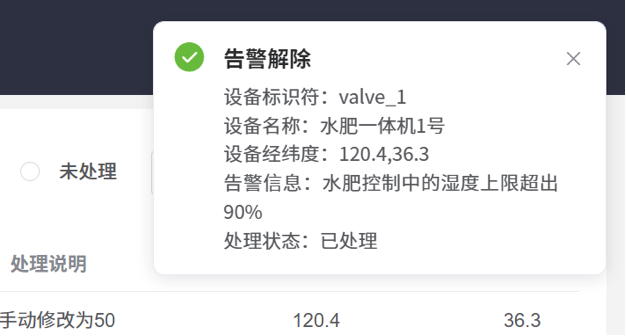 告警解除
设备标识符：valve_1
设备名称：水肥一体机1号
设备经纬度：120.4,36.3
告警信息：水肥控制中的湿度上限超出
90%
处理状态：已处理
未处理
处理说明
手动修改为50
120.4
36.3